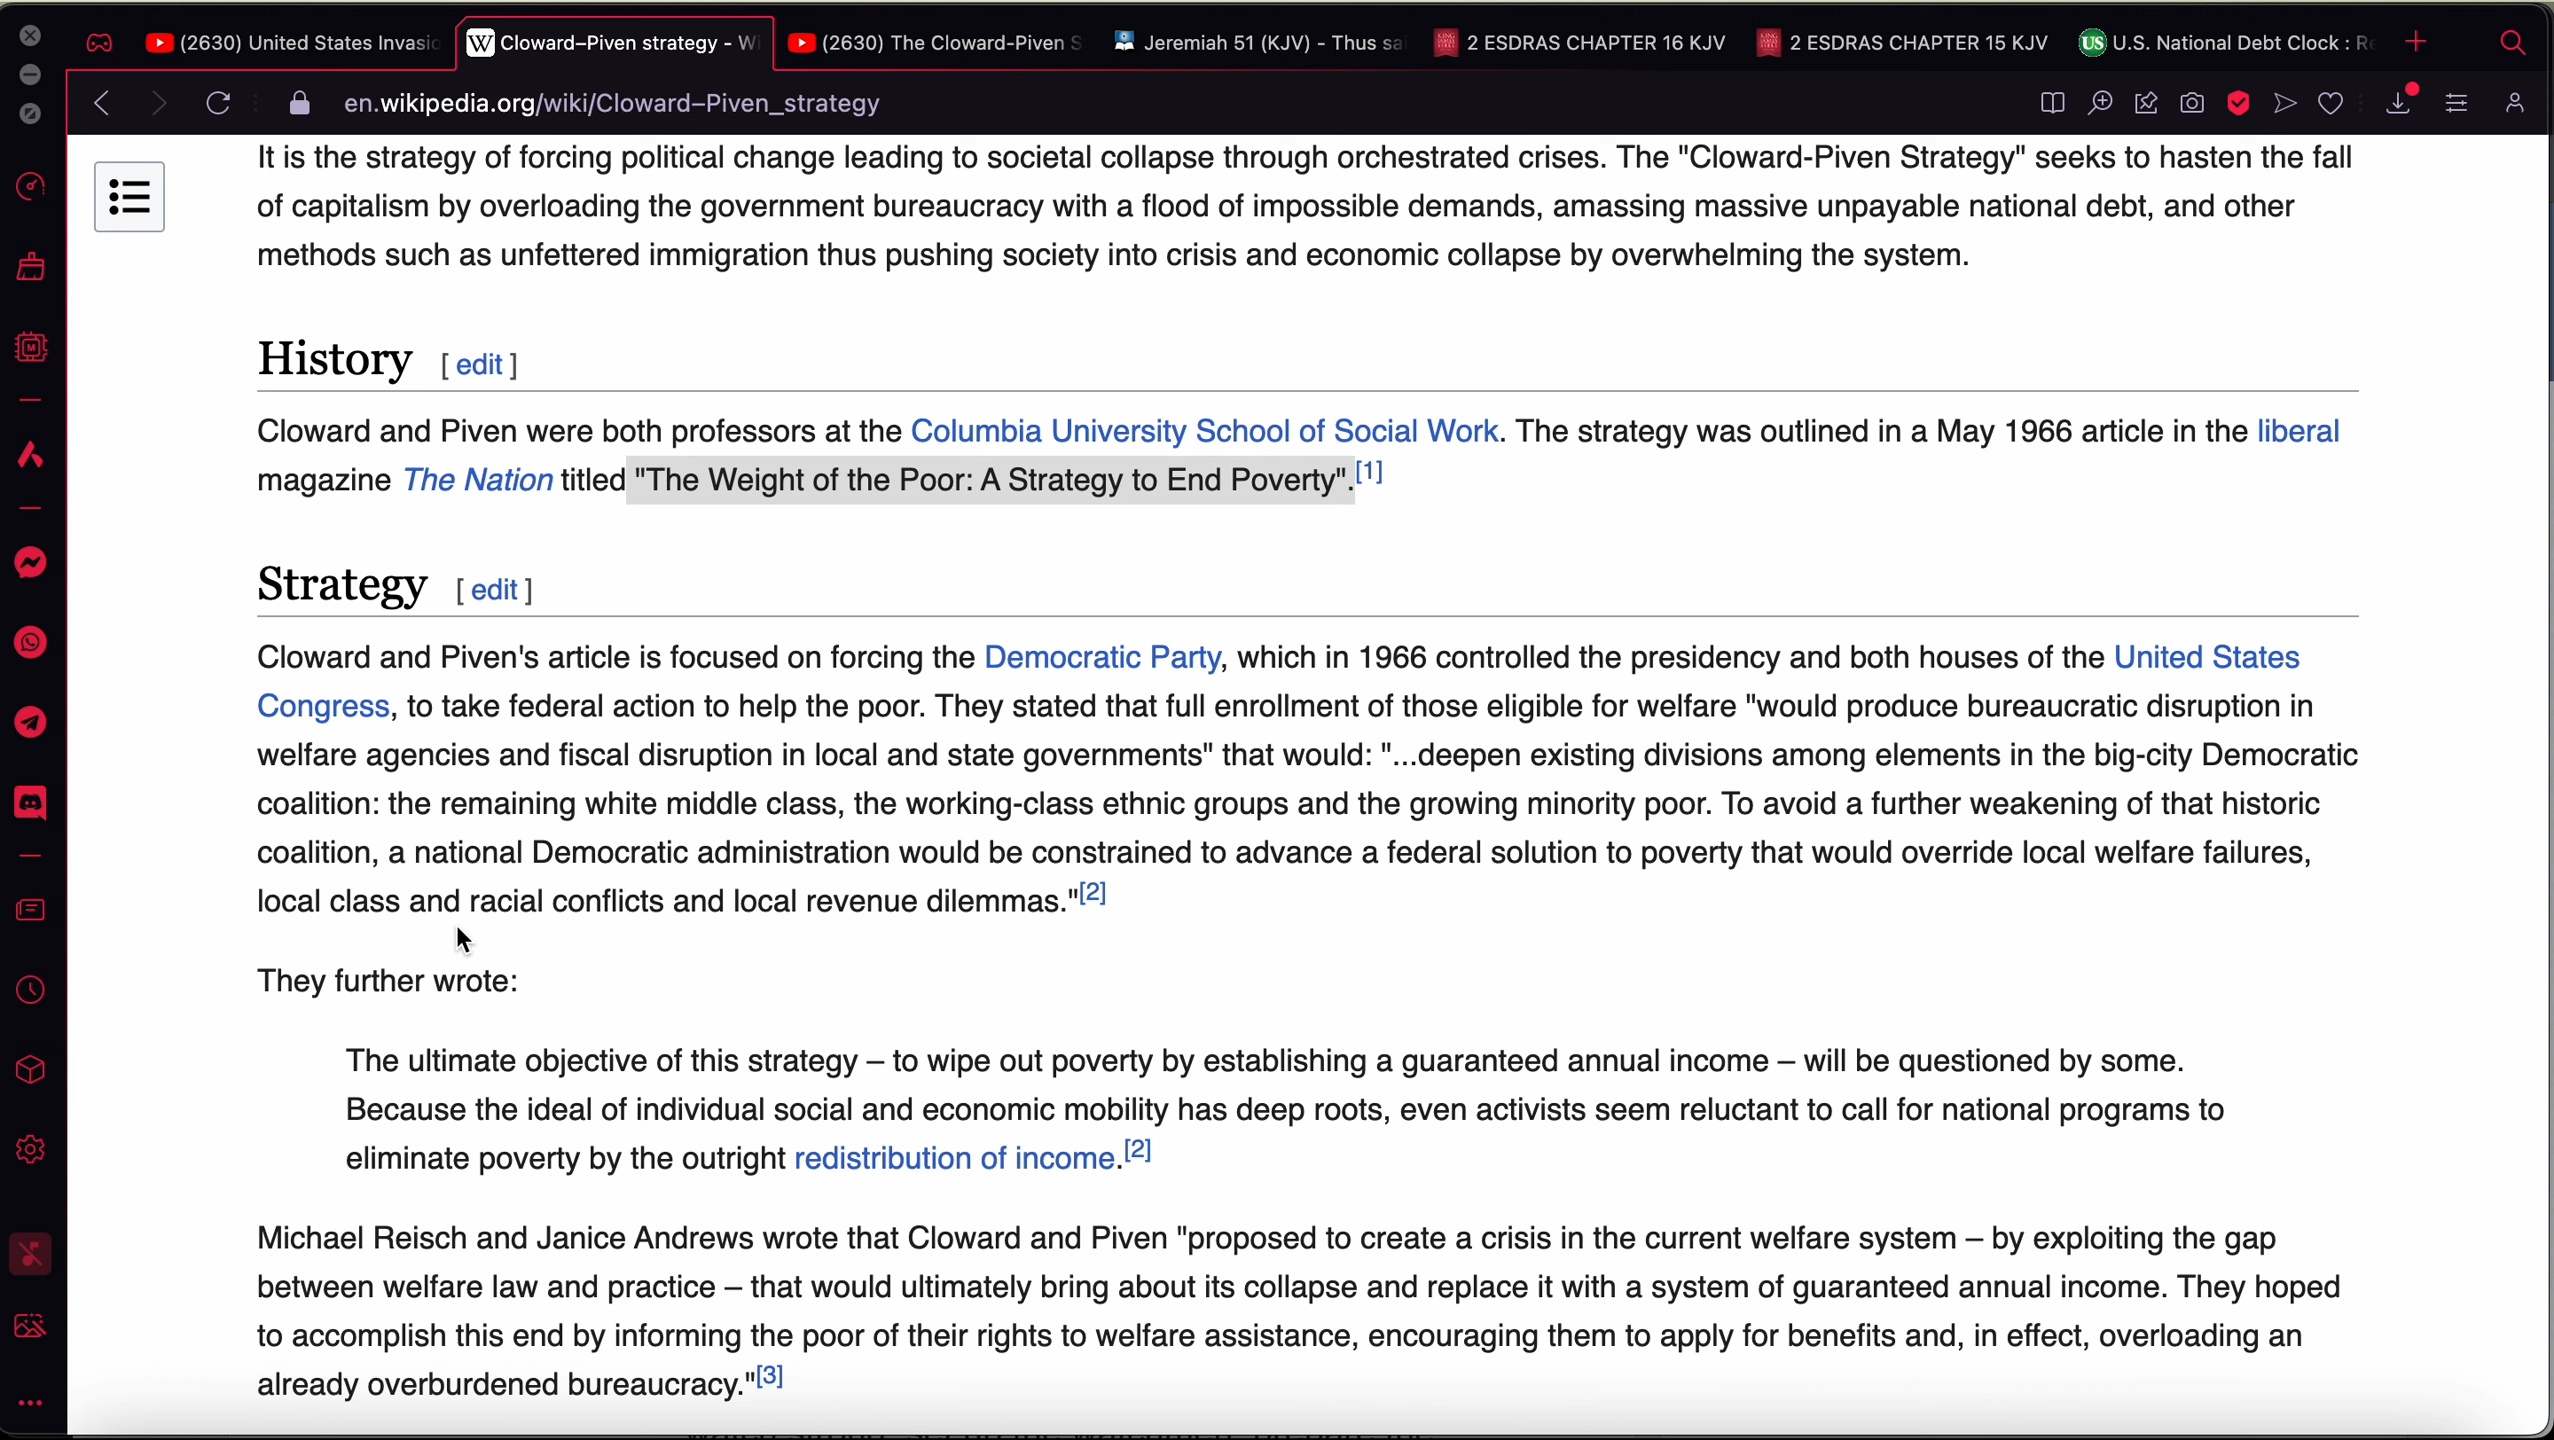 (2630) United States Invasio
Cloward–Piven strategy - Wi
(2630) The Cloward-Piven S
Jeremiah 51 (KJV) - Thus sai
2 ESDRAS CHAPTER 16 KJV
2 ESDRAS CHAPTER 15 KJV
US U.S. National Debt Clock : Re
en.wikipedia.org/wiki/Cloward–Piven_strategy
It is the strategy of forcing political change leading to societal collapse through orchestrated crises. The "Cloward-Piven Strategy" seeks to hasten the fall
of capitalism by overloading the government bureaucracy with a flood of impossible demands, amassing massive unpayable national debt, and other
methods such as unfettered immigration thus pushing society into crisis and economic collapse by overwhelming the system.
History [ edit ]
Cloward and Piven were both professors at the Columbia University School of Social Work. The strategy was outlined in a May 1966 article in the liberal
magazine The Nation titled "The Weight of the Poor: A Strategy to End Poverty".[1]
Strategy [ edit ]
Cloward and Piven's article is focused on forcing the Democratic Party, which in 1966 controlled the presidency and both houses of the United States
Congress, to take federal action to help the poor. They stated that full enrollment of those eligible for welfare "would produce bureaucratic disruption in
welfare agencies and fiscal disruption in local and state governments" that would: "...deepen existing divisions among elements in the big-city Democratic
coalition: the remaining white middle class, the working-class ethnic groups and the growing minority poor. To avoid a further weakening of that historic
coalition, a national Democratic administration would be constrained to advance a federal solution to poverty that would override local welfare failures,
local class and racial conflicts and local revenue dilemmas."[2]
They further wrote:
The ultimate objective of this strategy – to wipe out poverty by establishing a guaranteed annual income – will be questioned by some.
Because the ideal of individual social and economic mobility has deep roots, even activists seem reluctant to call for national programs to
eliminate poverty by the outright redistribution of income.[2]
Michael Reisch and Janice Andrews wrote that Cloward and Piven "proposed to create a crisis in the current welfare system – by exploiting the gap
between welfare law and practice – that would ultimately bring about its collapse and replace it with a system of guaranteed annual income. They hoped
to accomplish this end by informing the poor of their rights to welfare assistance, encouraging them to apply for benefits and, in effect, overloading an
already overburdened bureaucracy."[3]